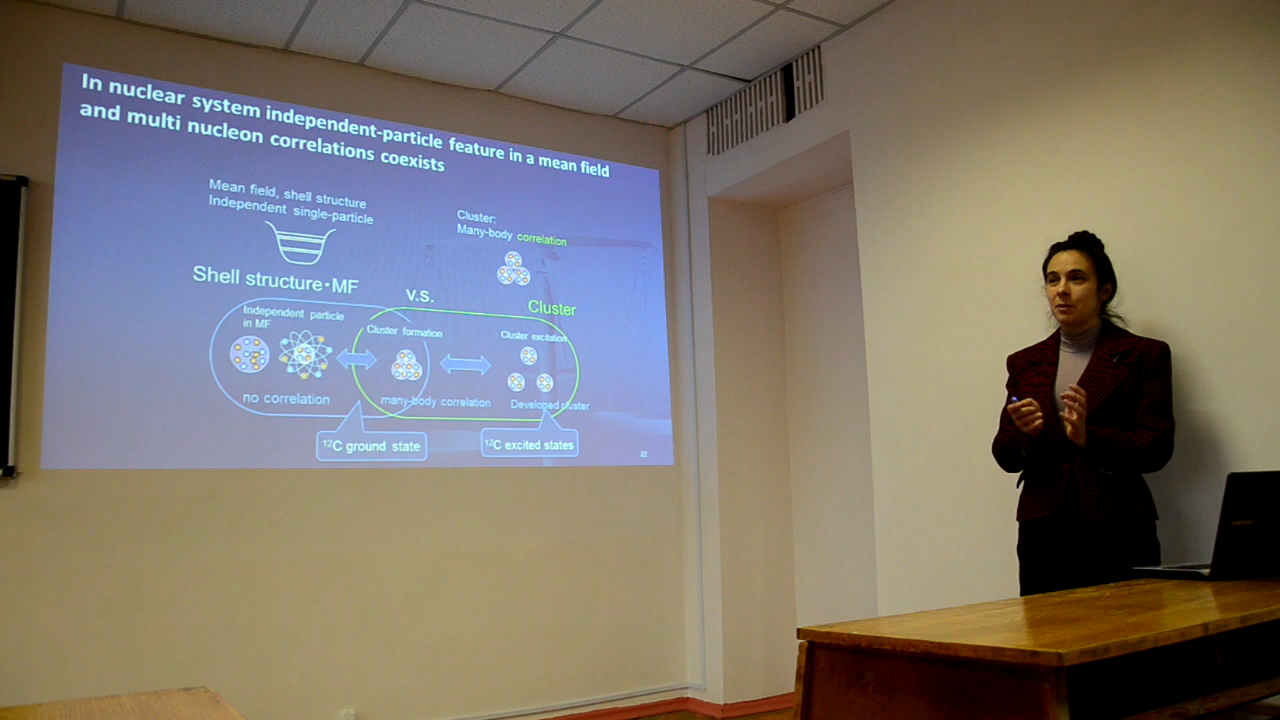 In nuclear system independent-particle feature in a mean field
and multi nucleon correlations coexists
Mean field, shell structure
Independent single-particle
Cluster:
Many-body correlation
Shell structure・MF
V.S.
Cluster
Independent particle
in MF
Cluster formation
Cluster excitation
no correlation
many-body correlation
Developed cluster
¹²C ground state
¹²C excited states
22